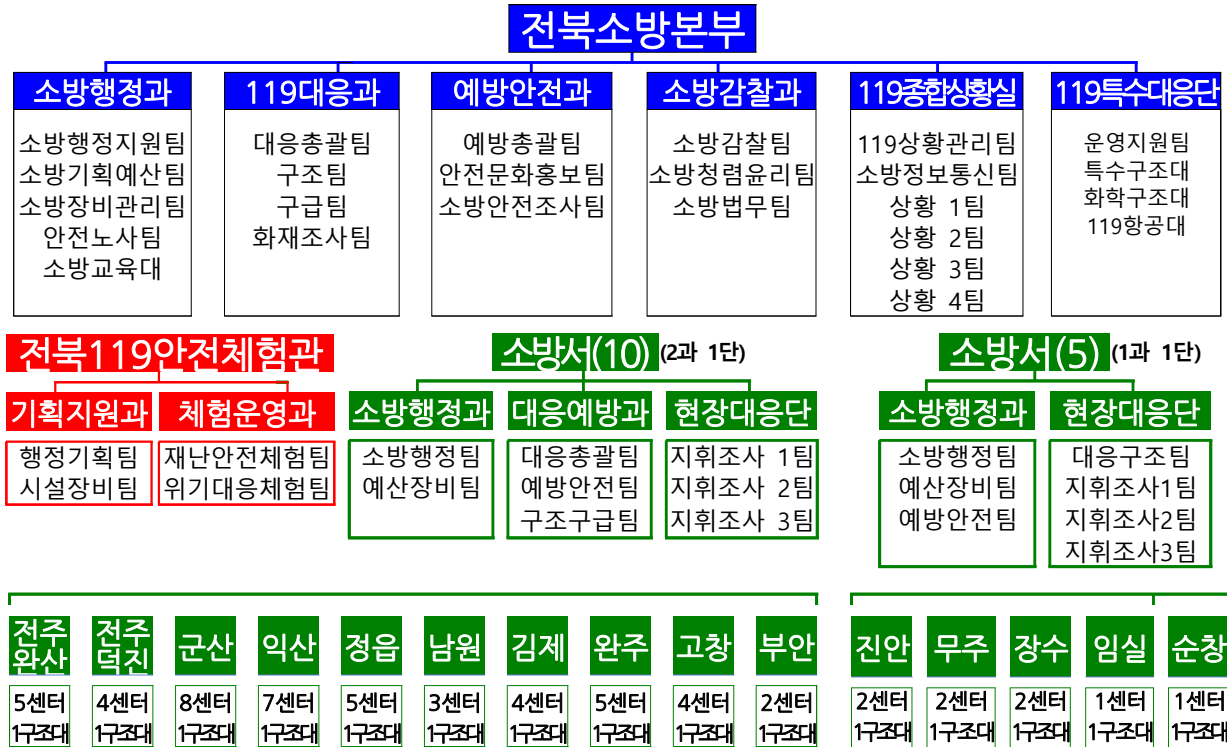 전북소방본부
소방행정과
소방행정지원팀
소방기획예산팀
소방장비관리팀
안전노사팀
소방교육대
119대응과
대응총괄팀
구조팀
구급팀
화재조사팀
예방안전과
예방총괄팀
안전문화홍보팀
소방안전조사팀
소방감찰과
소방감찰팀
소방청렴윤리팀
소방법무팀
119종합상황실
119상황관리팀
소방정보통신팀
상황 1팀
상황 2팀
상황 3팀
상황 4팀
119특수대응단
운영지원팀
특수구조대
화학구조대
119항공대
전북119안전체험관
기획지원과
행정기획팀
시설장비팀
체험운영과
재난안전체험팀
위기대응체험팀
소방서(10) (2과 1단)
소방행정과
소방행정팀
예산장비팀
대응예방과
대응총괄팀
예방안전팀
구조구급팀
현장대응단
지휘조사 1팀
지휘조사 2팀
지휘조사 3팀
소방서(5) (1과 1단)
소방행정과
소방행정팀
예산장비팀
예방안전팀
현장대응단
대응구조팀
지휘조사1팀
지휘조사2팀
지휘조사3팀
전주
완산
5센터
1구조대
전주
덕진
4센터
1구조대
군산
8센터
1구조대
익산
7센터
1구조대
정읍
5센터
1구조대
남원
3센터
1구조대
김제
4센터
1구조대
완주
5센터
1구조대
고창
4센터
1구조대
부안
2센터
1구조대
진안
2센터
1구조대
무주
2센터
1구조대
장수
2센터
1구조대
임실
1센터
1구조대
순창
1센터
1구조대